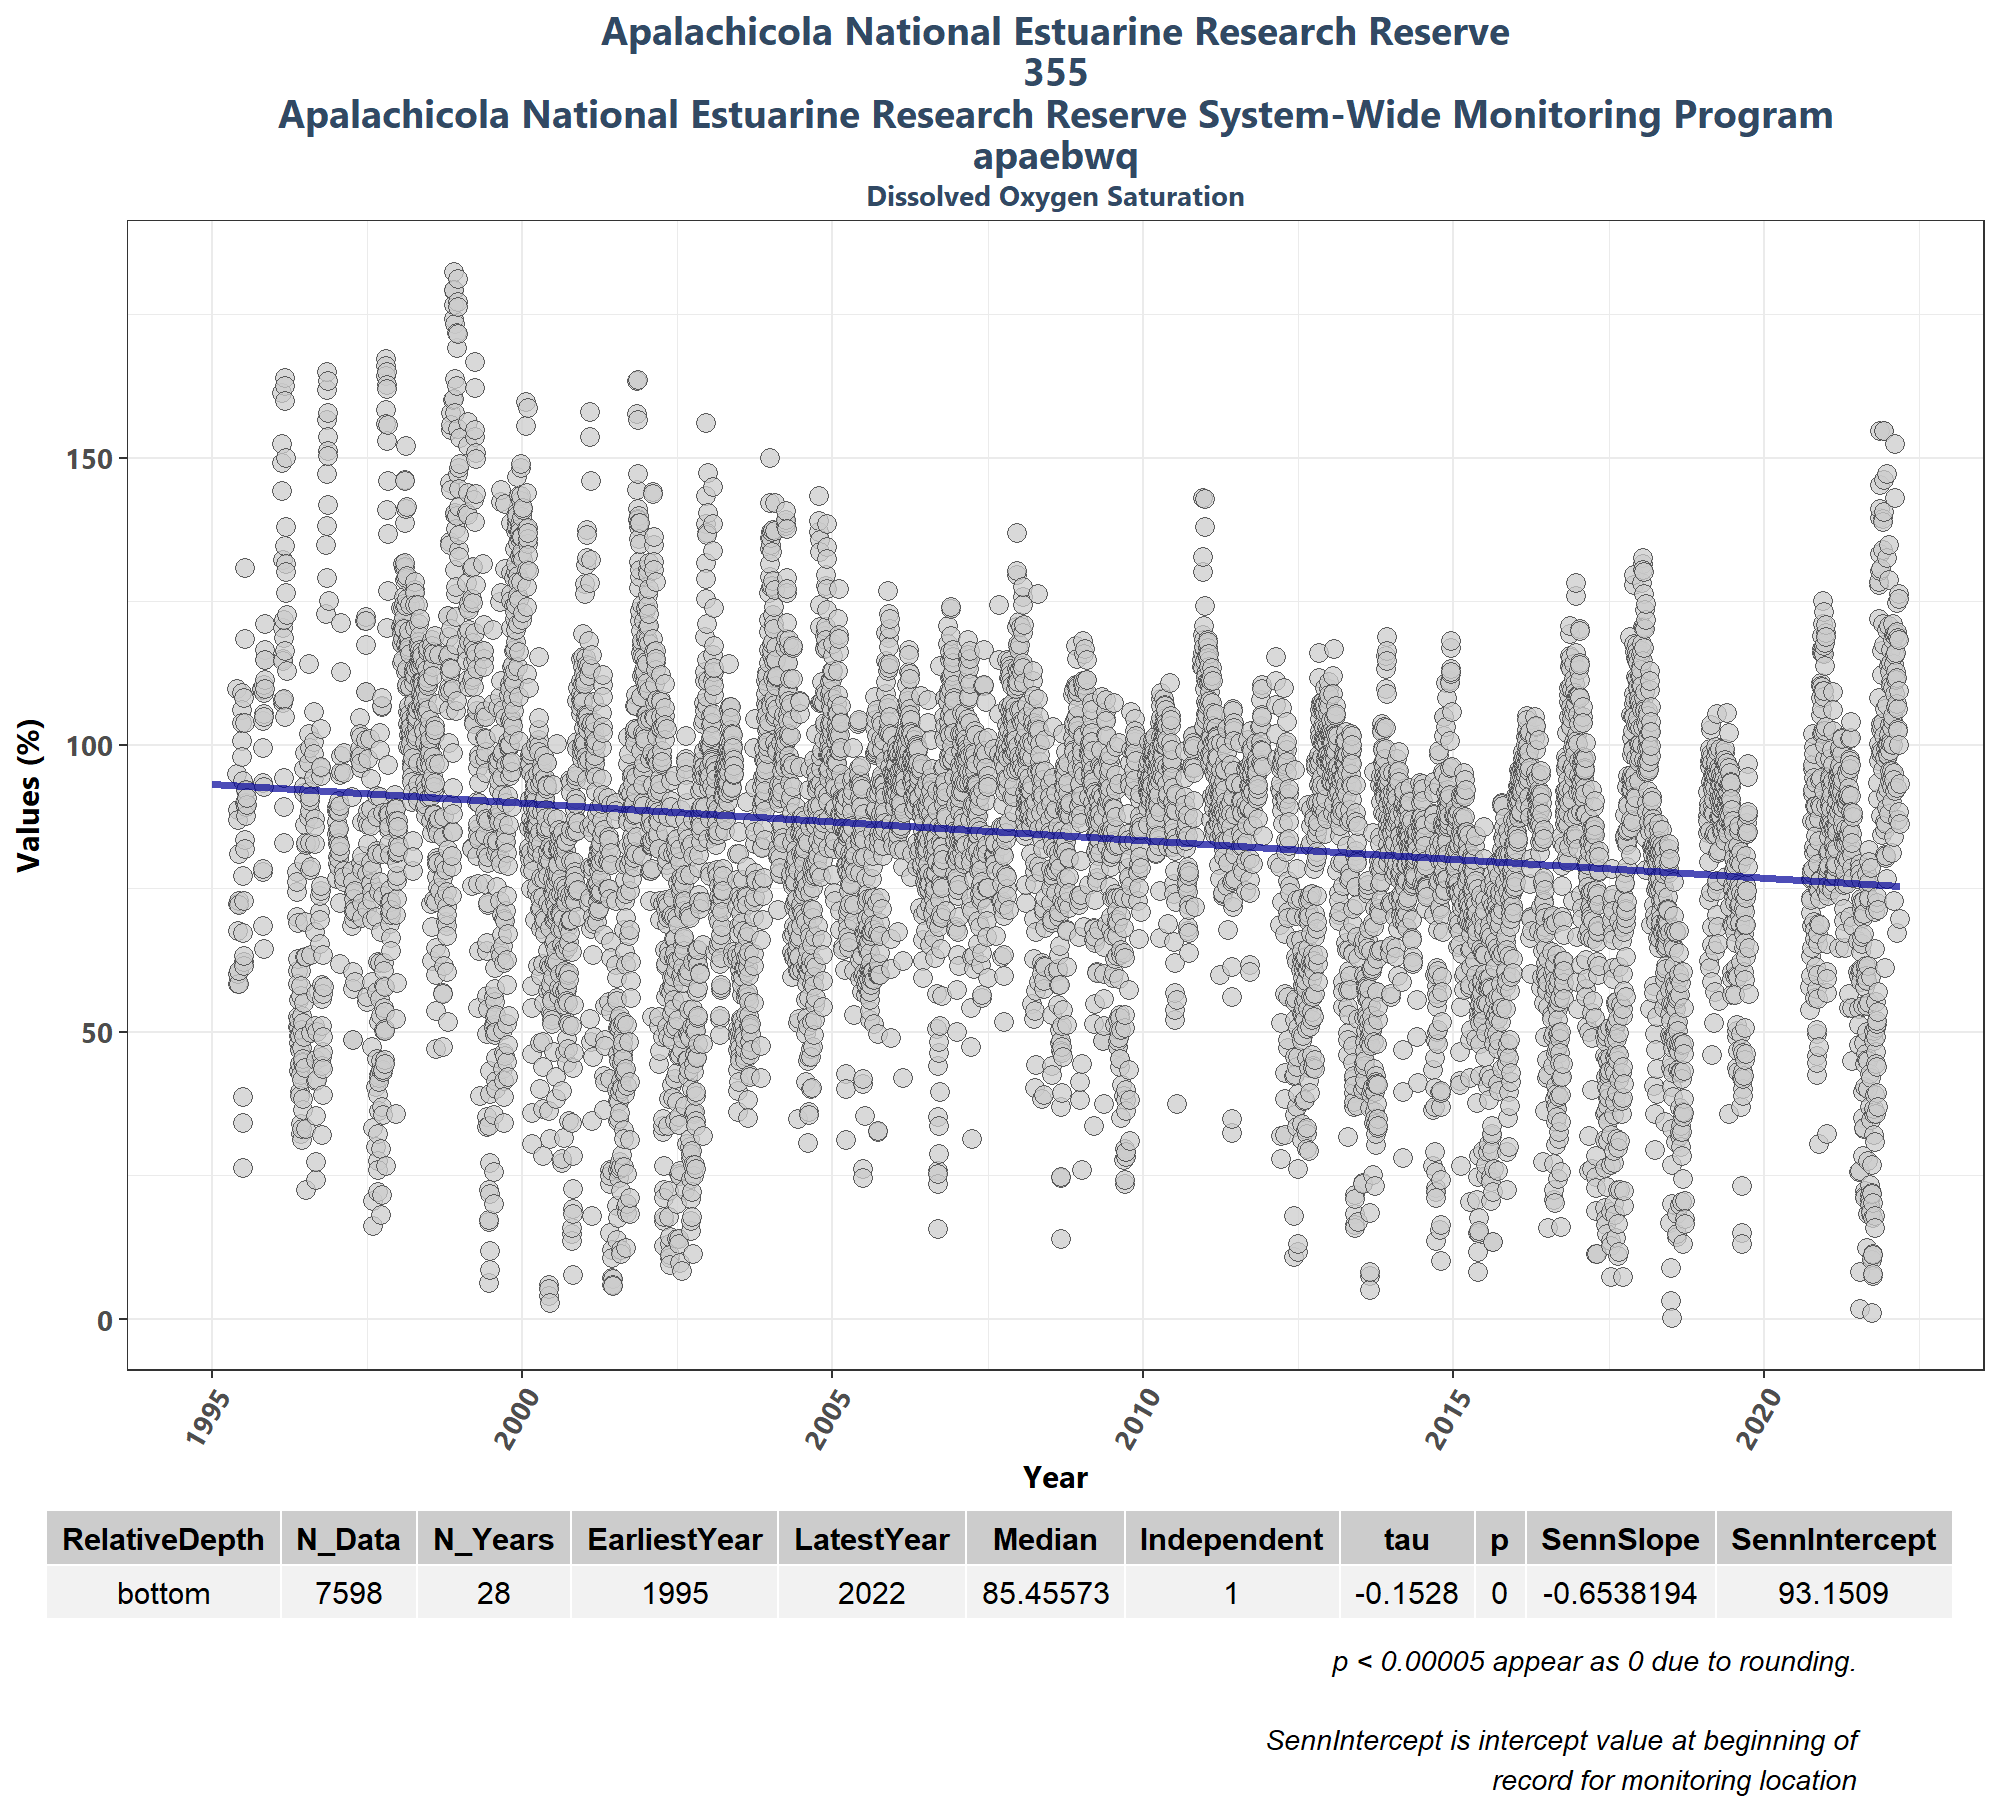 Apalachicola National Estuarine Research Reserve
355
Apalachicola National Estuarine Research Reserve System-Wide Monitoring Program
apaebwq
Dissolved Oxygen Saturation
Values (%)
150
100
50
0
1995 2000 2005 2010 2015 2020
Year
RelativeDepth N_Data N_Years EarliestYear LatestYear Median Independent tau p SennSlope SennIntercept
bottom 7598 28 1995 2022 85.45573 1 -0.1528 0 -0.6538194 93.1509
p < 0.00005 appear as 0 due to rounding.
SennIntercept is intercept value at beginning of
record for monitoring location